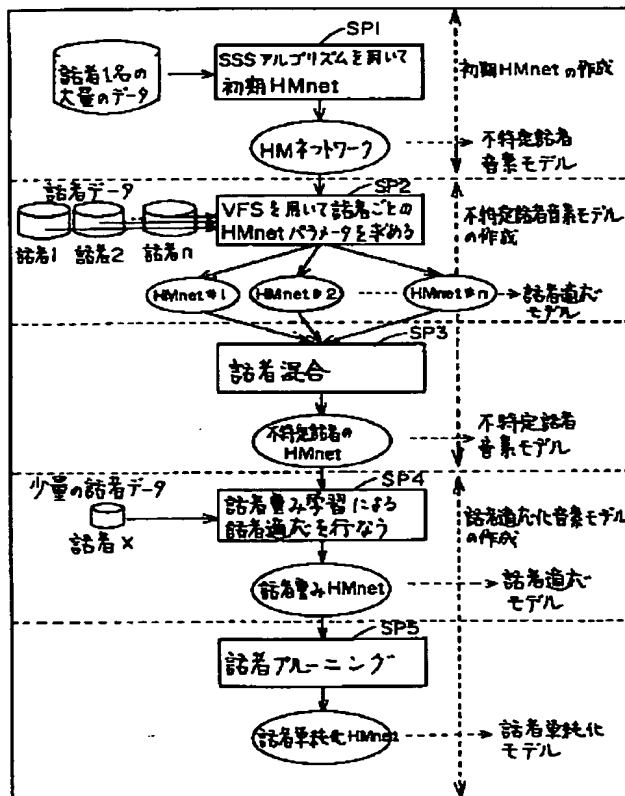 SP1
話者1名の
大量のデータ
SSSアルゴリズムを用いて
初期HMnet
初期HMnetの作成
HMネットワーク
不特定話者
音素モデル
話者データ
SP2
話者1
話者2
話者n
VFSを用いて話者ごとの
HMnetパラメータを求める
不特定話者音素モデル
の作成
HMnet#1
HMnet#2
HMnet#n
話者適応
モデル
SP3
話者混合
不特定話者の
HMnet
不特定話者
音素モデル
SP4
少量の話者データ
話者x
話者重み学習による
話者適応を行なう
話者適応化音素モデル
の作成
話者重みHMnet
話者適応
モデル
SP5
話者プルーニング
話者単純化HMnet
話者単純化
モデル